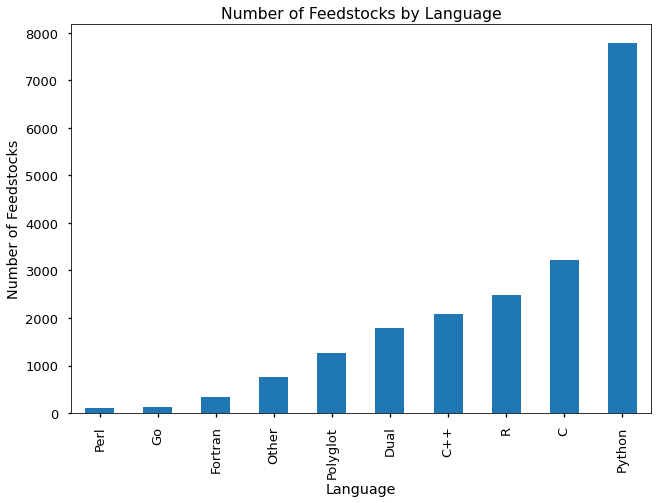 Number of Feedstocks by Language
Number of Feedstocks
8000
7000
6000
5000
4000
3000
2000
1000
0
Perl
Go
Fortran
Other
Polyglot
Dual
C++
R
C
Python
Language